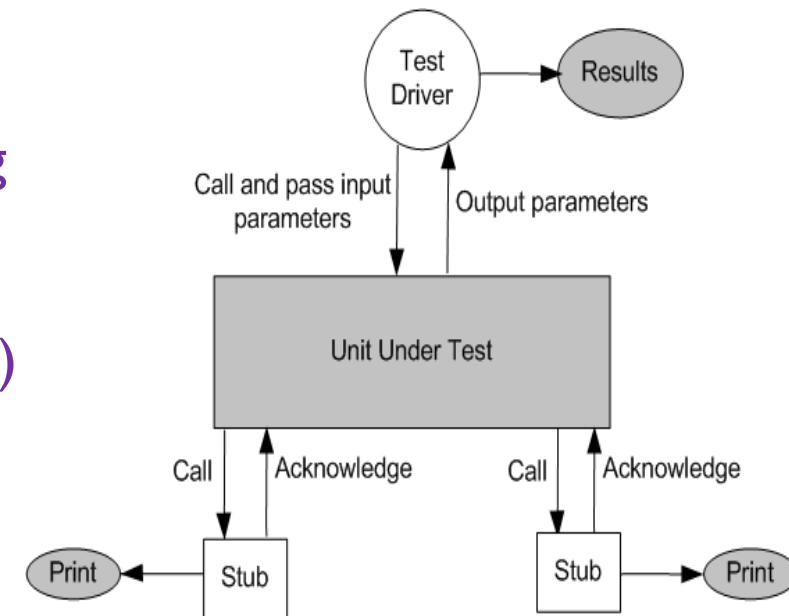 Test
Driver
Results
g
Call and pass input
parameters
Output parameters
)
Unit Under Test
Call
Acknowledge
Call
Acknowledge
Print
Stub
Stub
Print